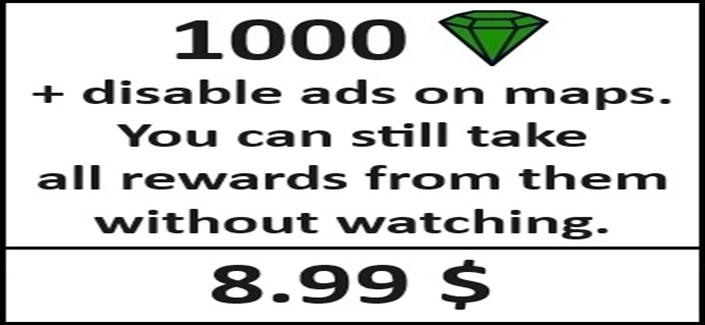 1000
+ disable ads on maps.
You can still take
all rewards from them
without watching.
8.99 $